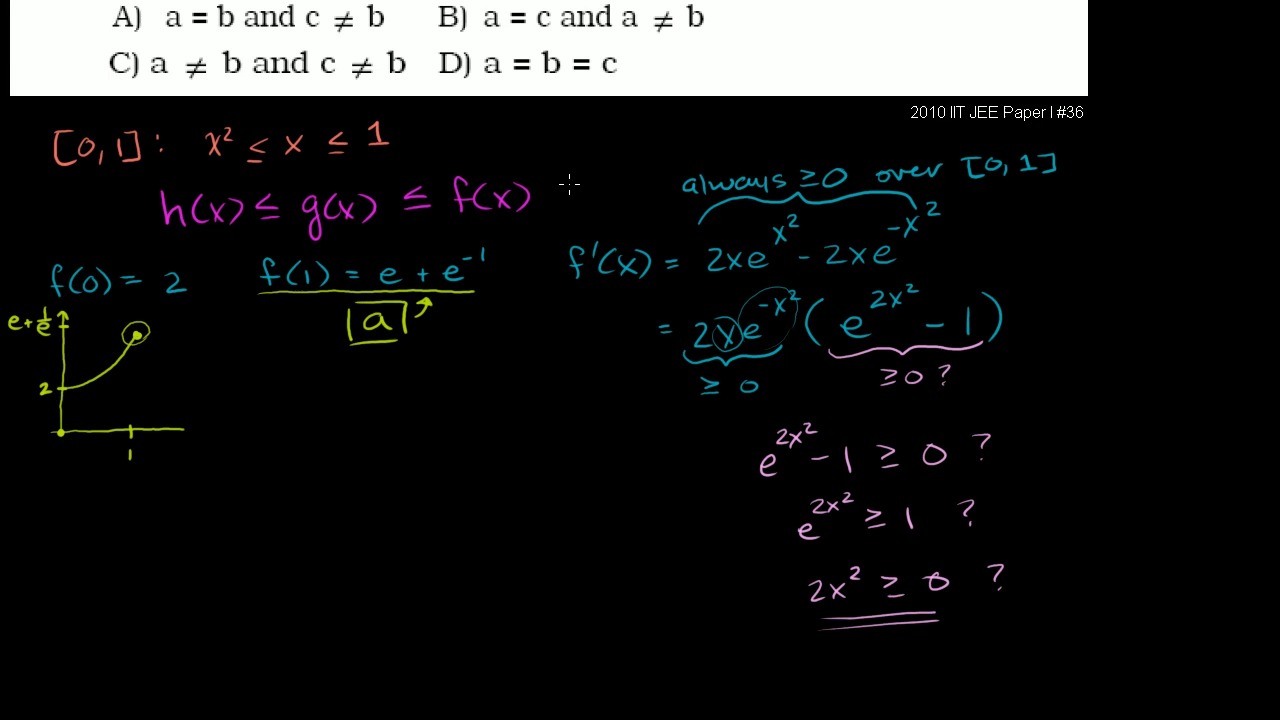 A) a = b and c ≠ b B) a = c and a ≠ b
C) a ≠ b and c ≠ b D) a = b = c
2010 IIT JEE Paper I #36
[0,1]: x² ≤ x ≤ 1
always ≥0 over [0,1]
h(x) ≤ g(x) ≤ f(x)
f'(x) = 2xe^{x²} - 2xe^{-x²}
f(0) = 2 f(1) = e + e⁻¹
= 2xe^{-x²} (e^{2x²} - 1)
a
e+1/e
≥ 0
≥0 ?
2
1
e^{2x²} - 1 ≥ 0 ?
e^{2x²} ≥ 1 ?
2x² ≥ 0 ?